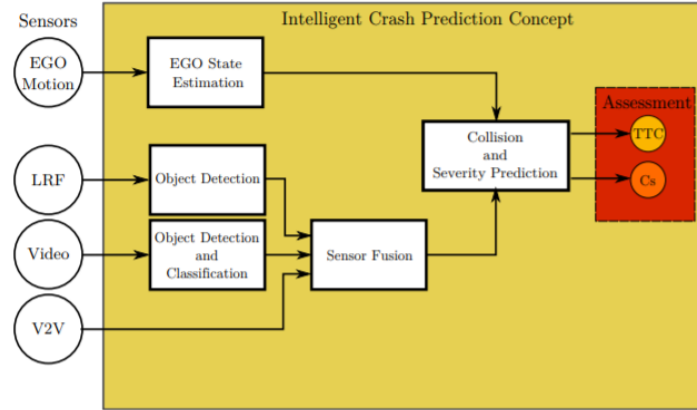 Sensors
Intelligent Crash Prediction Concept
EGO
Motion
EGO State
Estimation
Assessment
TTC
Collision
and
Severity Prediction
Cs
LRF
Object Detection
Video
Object Detection
and
Classification
Sensor Fusion
V2V